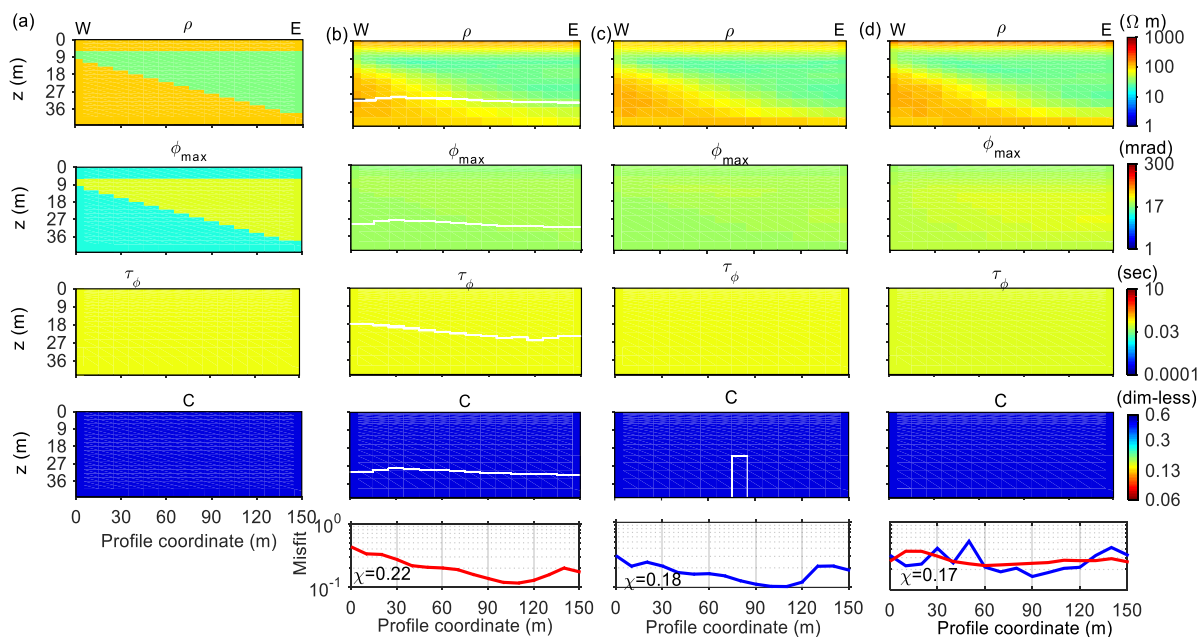 (a) W ρ E
(b) W ρ E
(c) ρ
(d) W ρ E
(Ω m)
1000
100
10
1
0
9
18
27
36
z (m)
ϕmax
ϕmax
ϕmax
ϕmax
(mrad)
300
17
1
0
9
18
27
36
z (m)
τϕ
τϕ
τϕ
τϕ
(sec)
10
0.03
0.0001
0
9
18
27
36
z (m)
C
C
C
C
(dim-less)
0.6
0.3
0.13
0.06
0
9
18
27
36
z (m)
0 30 60 90 120 150
Profile coordinate (m)
Misfit
10⁰
10⁻¹
χ=0.22
χ=0.18
χ=0.17
0 30 60 90 120 150
0 30 60 90 120 150
0 30 60 90 120 150
Profile coordinate (m)
Profile coordinate (m)
Profile coordinate (m)